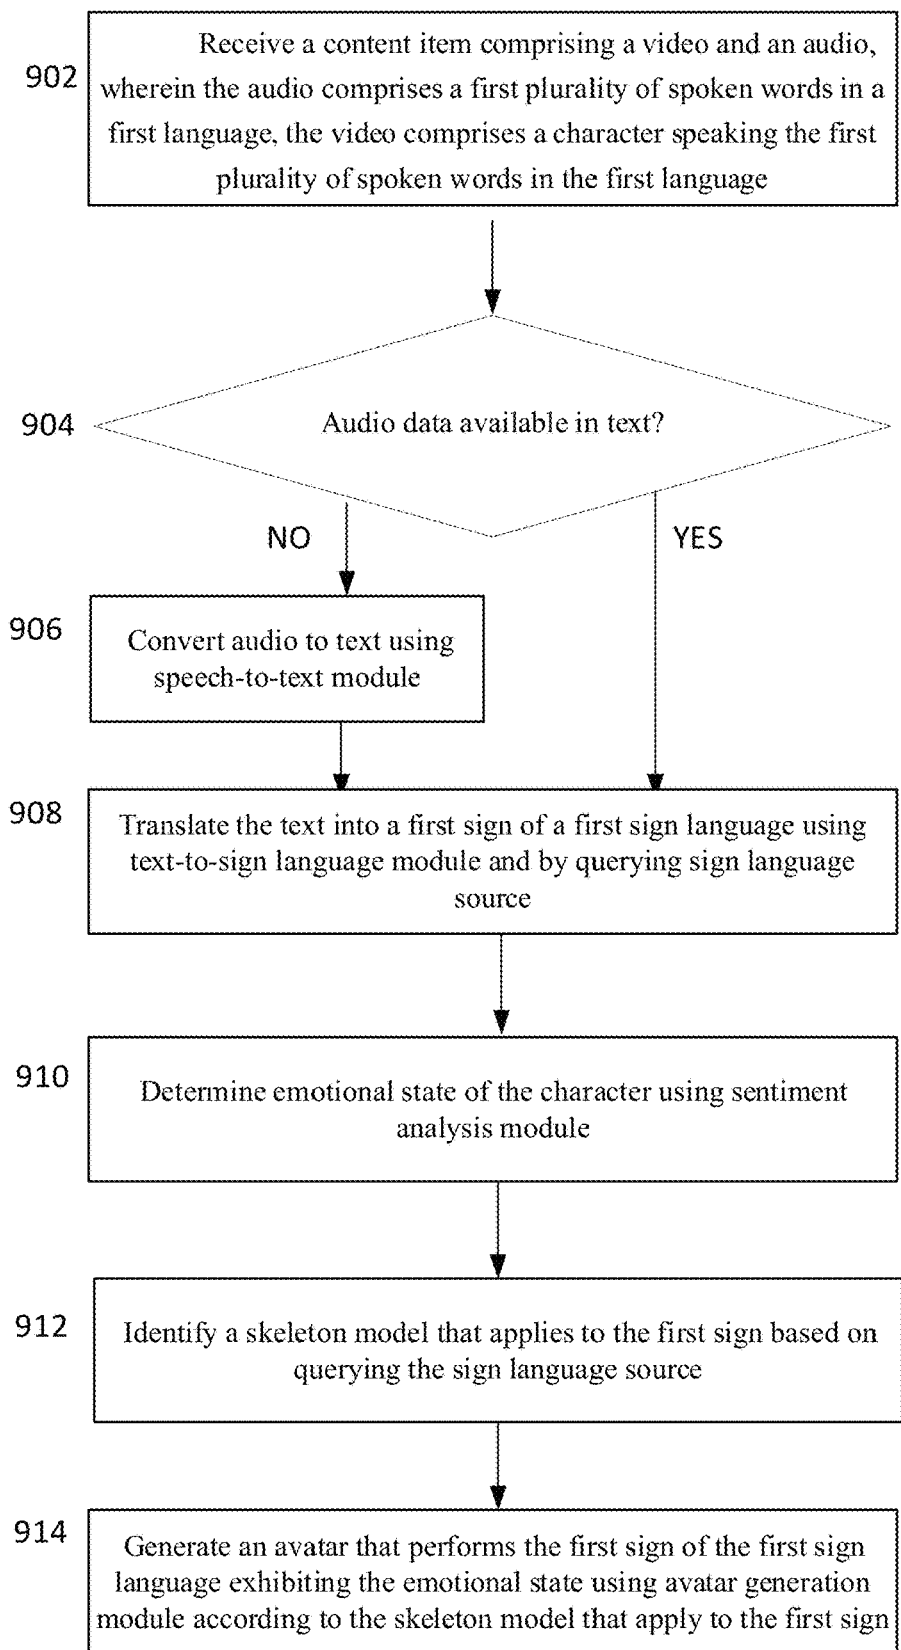 902
Receive a content item comprising a video and an audio,
wherein the audio comprises a first plurality of spoken words in a
first language, the video comprises a character speaking the first
plurality of spoken words in the first language
904
Audio data available in text?
NO
YES
906
Convert audio to text using
speech-to-text module
908
Translate the text into a first sign of a first sign language using
text-to-sign language module and by querying sign language
source
910
Determine emotional state of the character using sentiment
analysis module
912
Identify a skeleton model that applies to the first sign based on
querying the sign language source
914
Generate an avatar that performs the first sign of the first sign
language exhibiting the emotional state using avatar generation
module according to the skeleton model that apply to the first sign